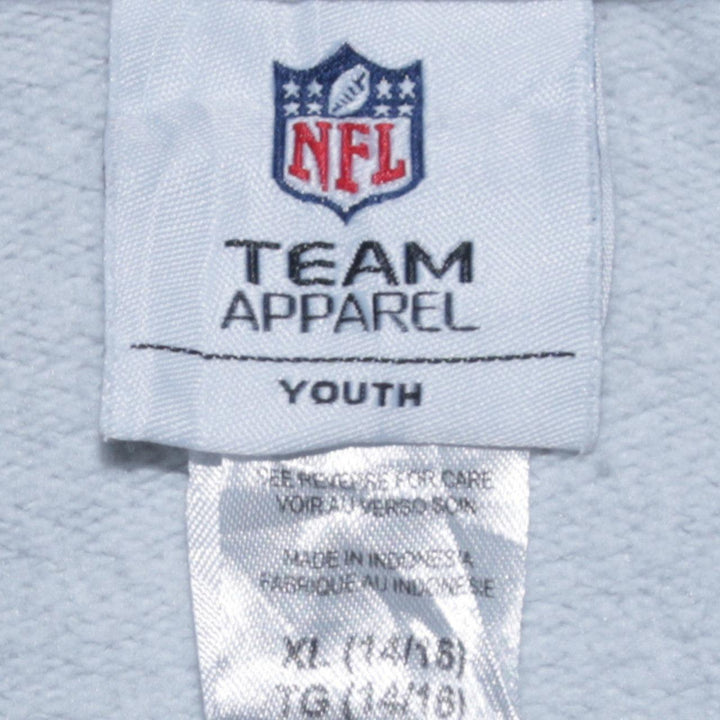 NFL
TEAM
APPAREL
YOUTH
SEE REVERSE FOR CARE
VOIR AU VERSO SOIN
MADE IN INDONESIA
FABRIQUE AU INDONESIE
XL (14/16)
TG (14/16)